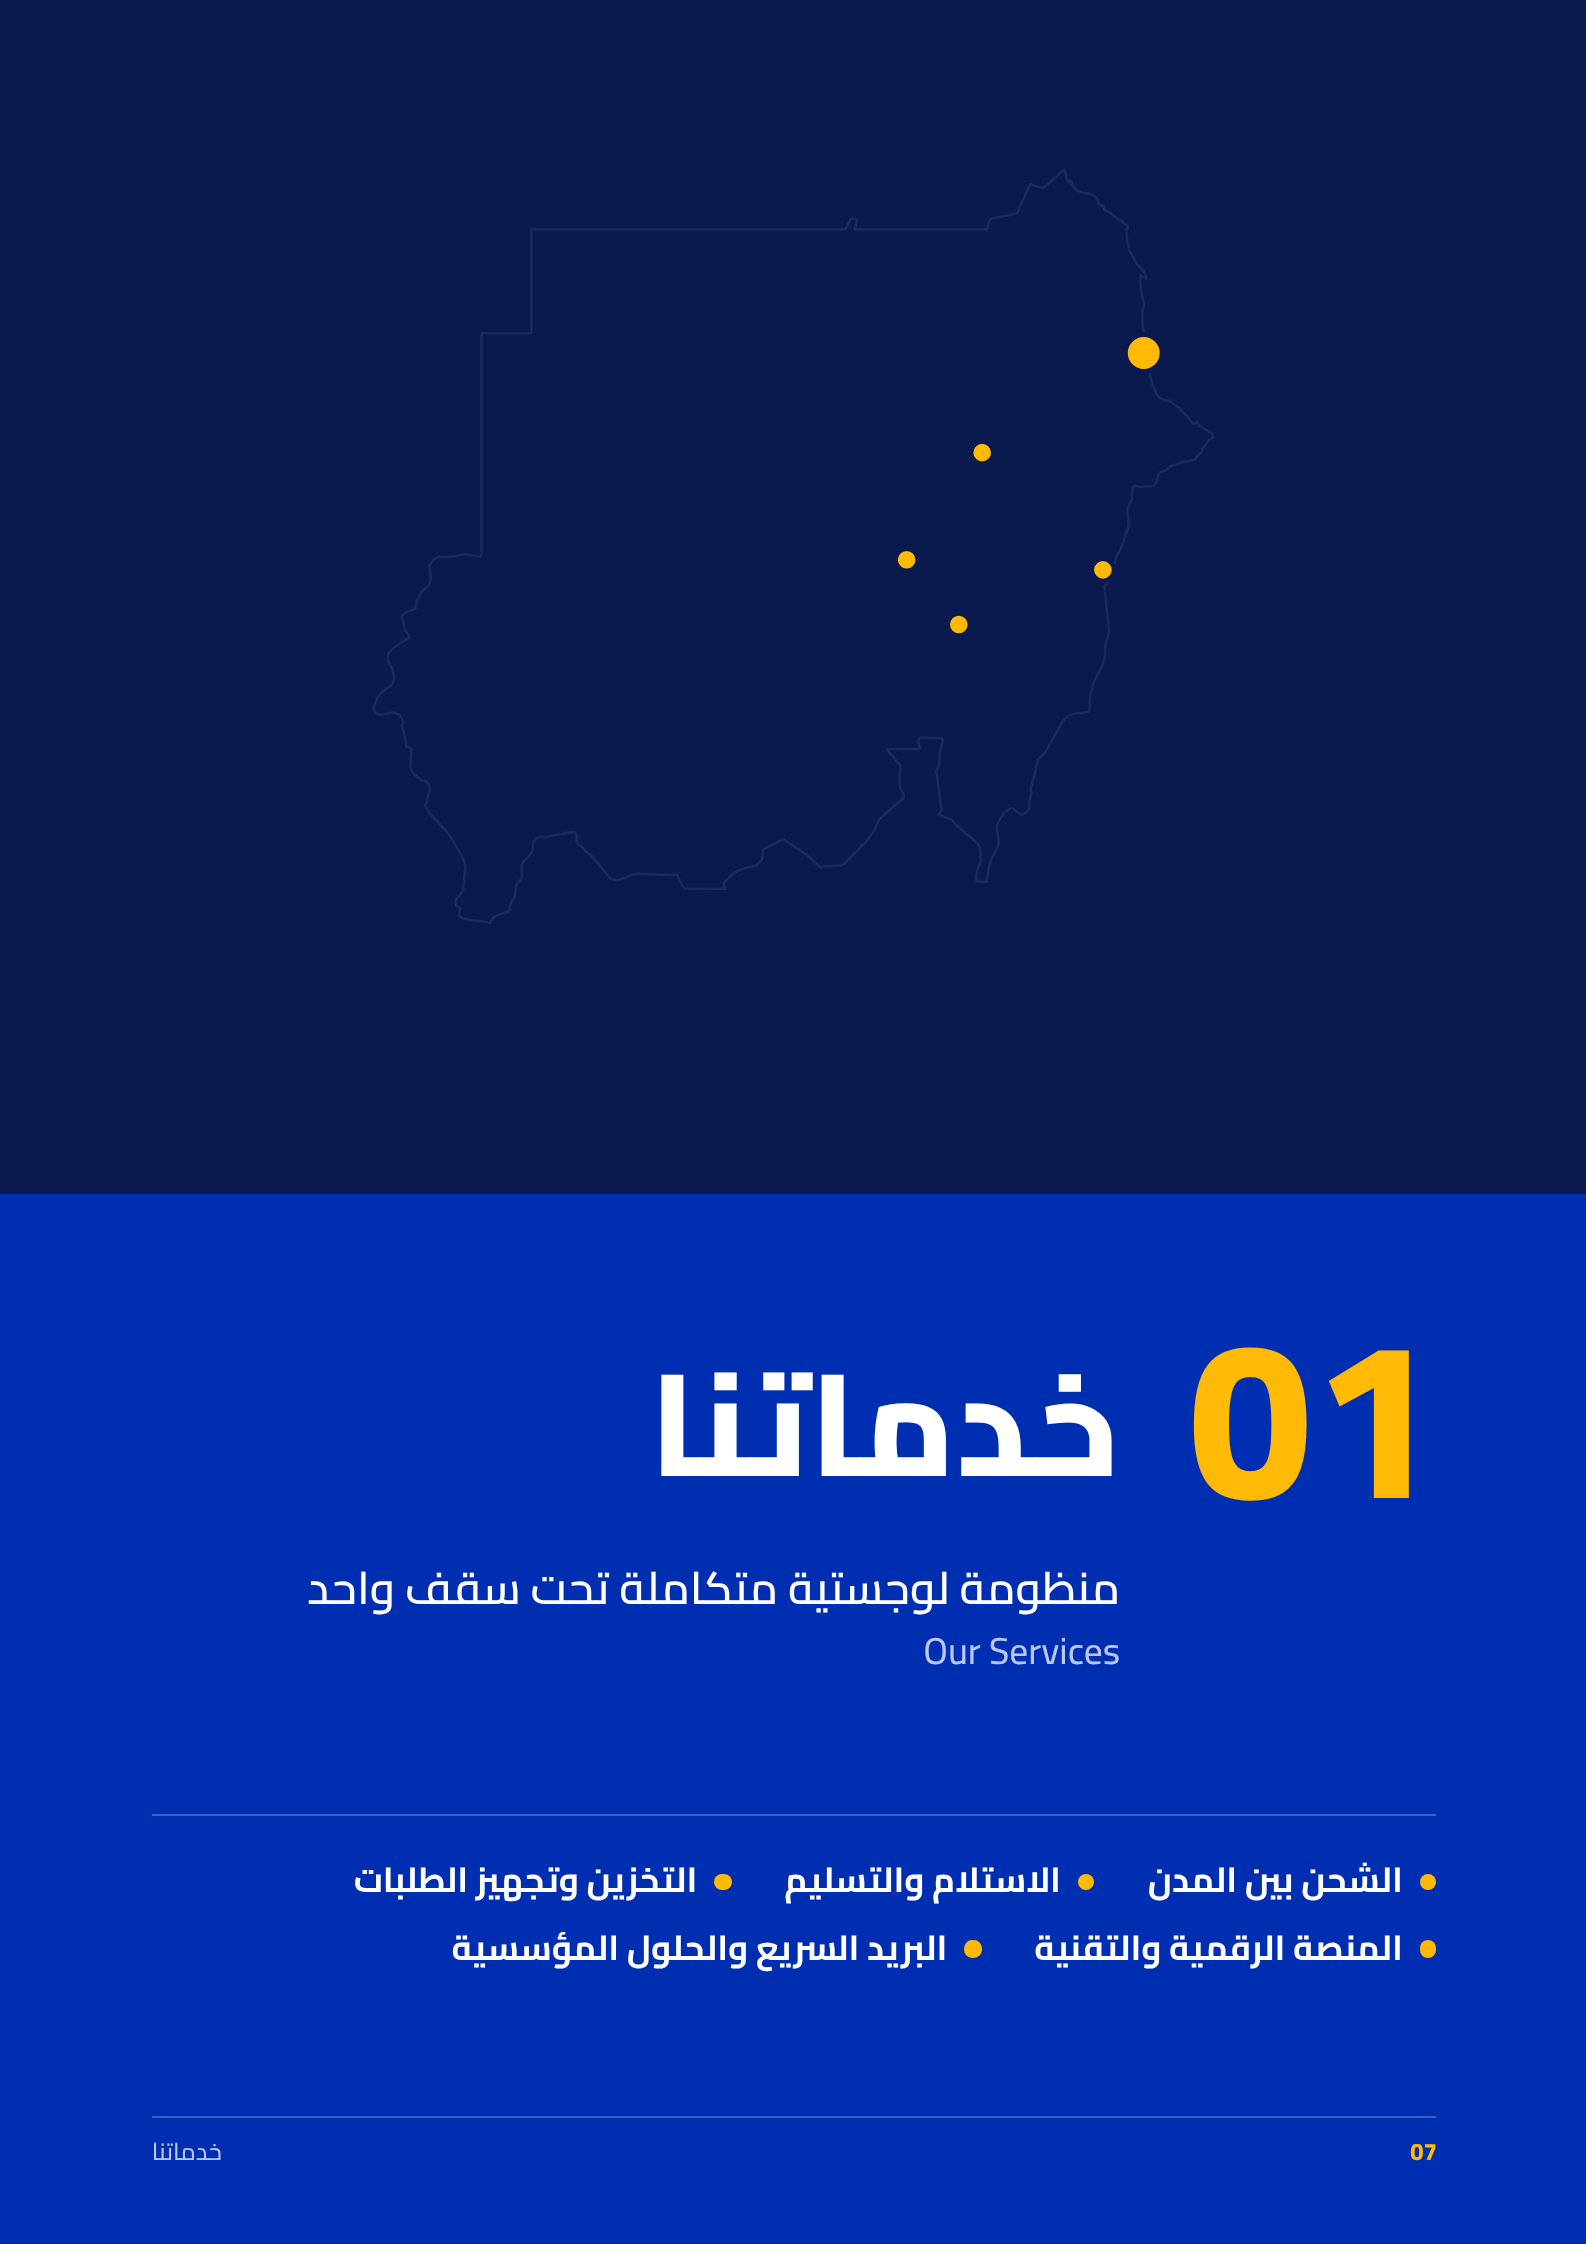 01 خدماتنا
منظومة لوجستية متكاملة تحت سقف واحد
Our Services
الشحن بين المدن
الاستلام والتسليم
التخزين وتجهيز الطلبات
المنصة الرقمية والتقنية
البريد السريع والحلول المؤسسية
07
خدماتنا